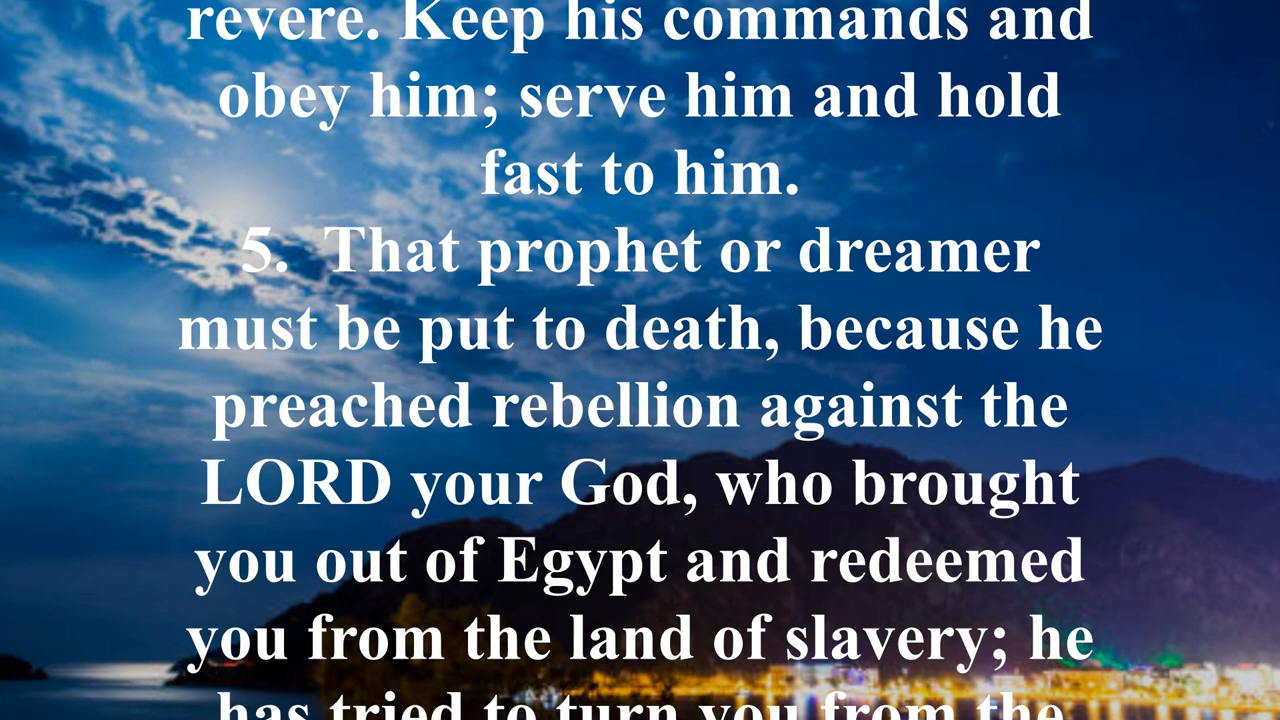 revere. Keep his commands and
obey him; serve him and hold
fast to him.
5. That prophet or dreamer
must be put to death, because he
preached rebellion against the
LORD your God, who brought
you out of Egypt and redeemed
you from the land of slavery; he
has tried to turn you from the